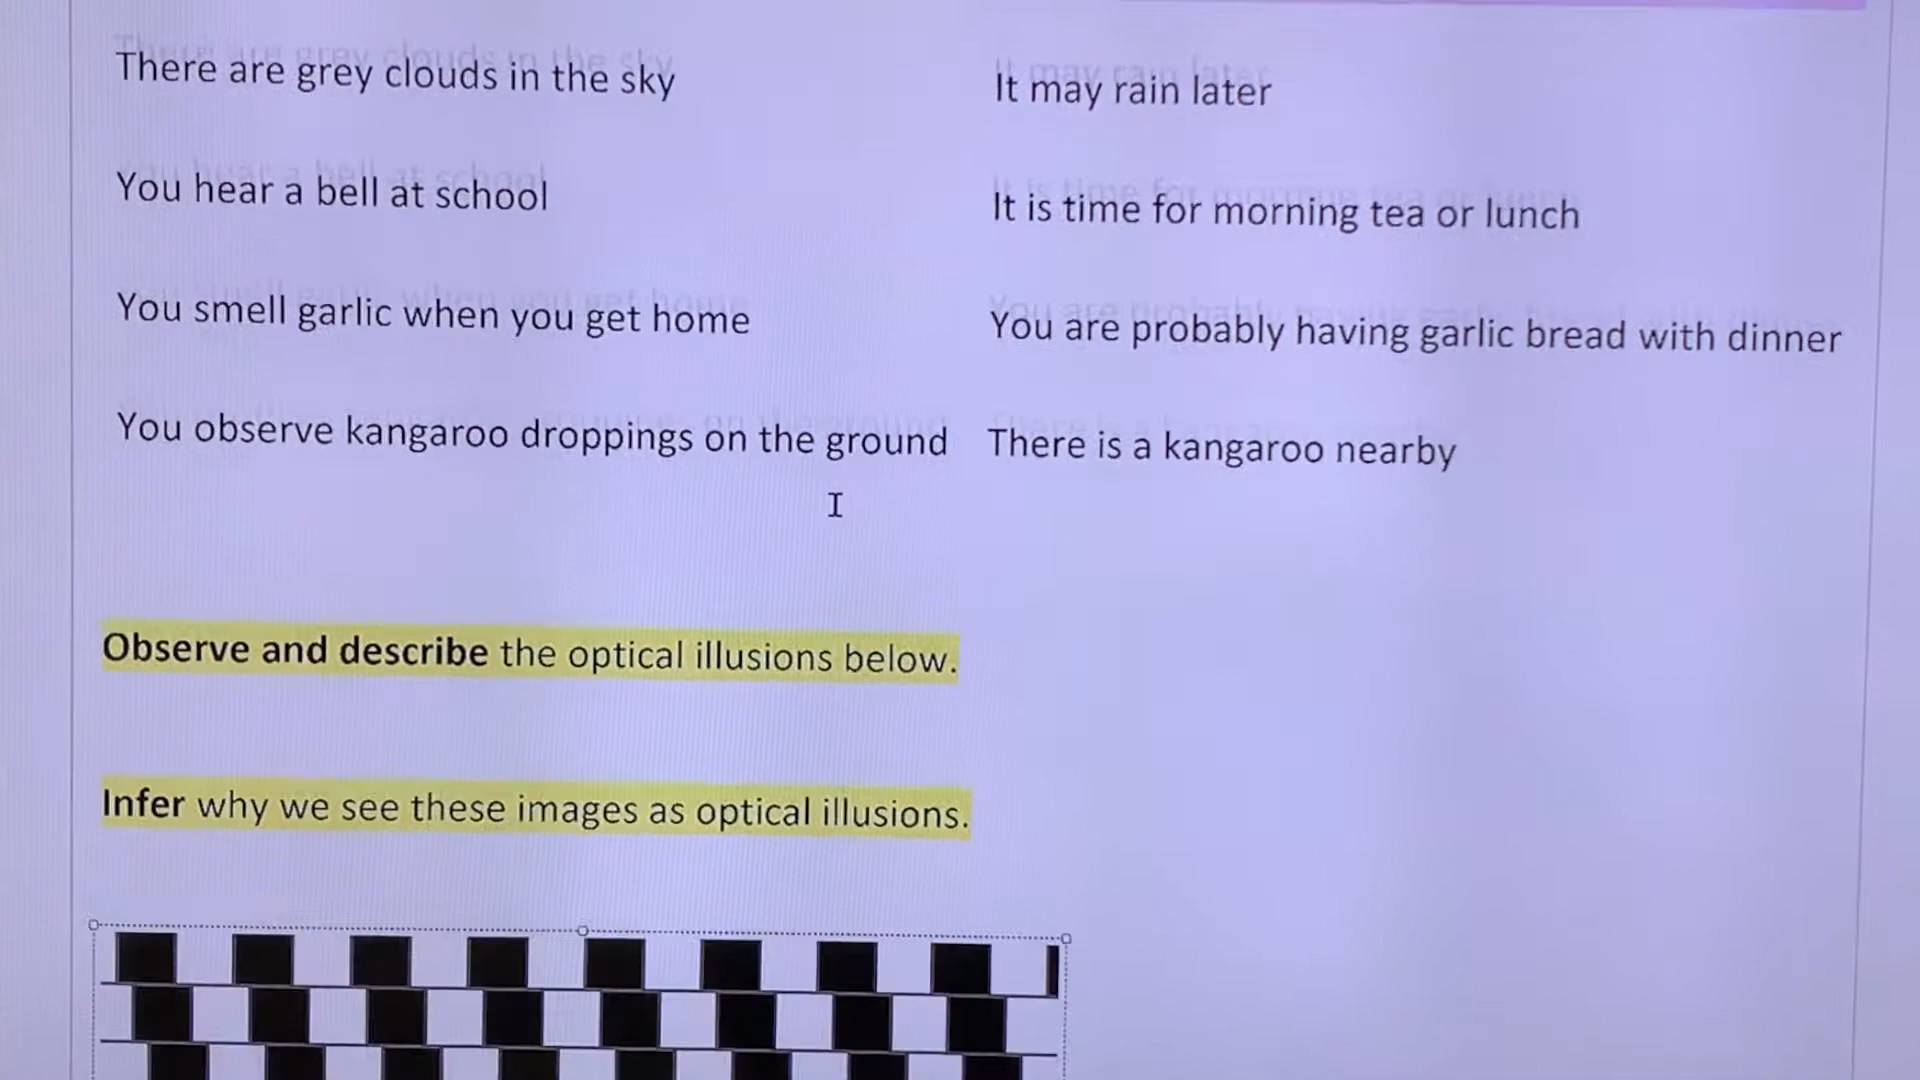 There are grey clouds in the sky
It may rain later
You hear a bell at school
It is time for morning tea or lunch
You smell garlic when you get home
You are probably having garlic bread with dinner
You observe kangaroo droppings on the ground
There is a kangaroo nearby
Observe and describe the optical illusions below.
Infer why we see these images as optical illusions.